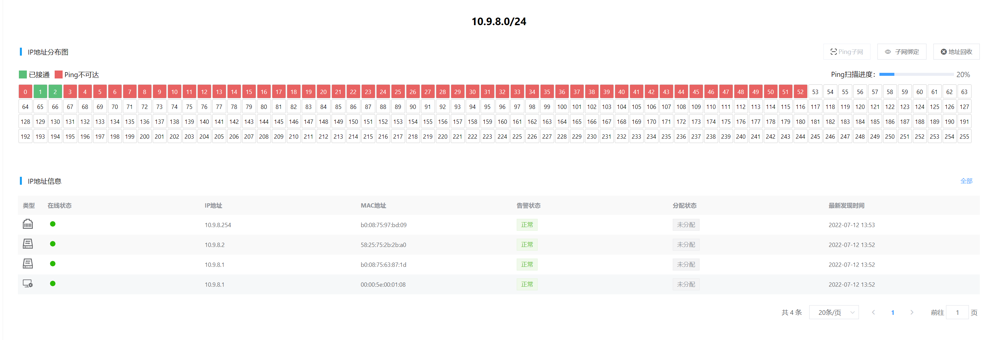 10.9.8.0/24
IP地址分布图 Ping子网 子网绑定 地址回收
已接通 Ping不可达 Ping扫描进度: 20%
0 1 2 3 4 5 6 7 8 9 10 11 12 13 14 15 16 17 18 19 20 21 22 23 24 25 26 27 28 29 30 31 32 33 34 35 36 37 38 39 40 41 42 43 44 45 46 47 48 49 50 51 52 53 54 55 56 57 58 59 60 61 62 63
64 65 66 67 68 69 70 71 72 73 74 75 76 77 78 79 80 81 82 83 84 85 86 87 88 89 90 91 92 93 94 95 96 97 98 99 100 101 102 103 104 105 106 107 108 109 110 111 112 113 114 115 116 117 118 119 120 121 122 123 124 125 126 127
128 129 130 131 132 133 134 135 136 137 138 139 140 141 142 143 144 145 146 147 148 149 150 151 152 153 154 155 156 157 158 159 160 161 162 163 164 165 166 167 168 169 170 171 172 173 174 175 176 177 178 179 180 181 182 183 184 185 186 187 188 189 190 191
192 193 194 195 196 197 198 199 200 201 202 203 204 205 206 207 208 209 210 211 212 213 214 215 216 217 218 219 220 221 222 223 224 225 226 227 228 229 230 231 232 233 234 235 236 237 238 239 240 241 242 243 244 245 246 247 248 249 250 251 252 253 254 255
IP地址信息 全部
类型 在线状态 IP地址 MAC地址 告警状态 分配状态 最新发现时间
10.9.8.254 b0:08:75:97:bd:09 正常 未分配 2022-07-12 13:53
10.9.8.2 58:25:75:2b:2b:a0 正常 未分配 2022-07-12 13:52
10.9.8.1 b0:08:75:63:87:1d 正常 未分配 2022-07-12 13:52
10.9.8.1 00:00:5e:00:01:08 正常 未分配 2022-07-12 13:52
共 4 条 20条/页 1 前往 1 页